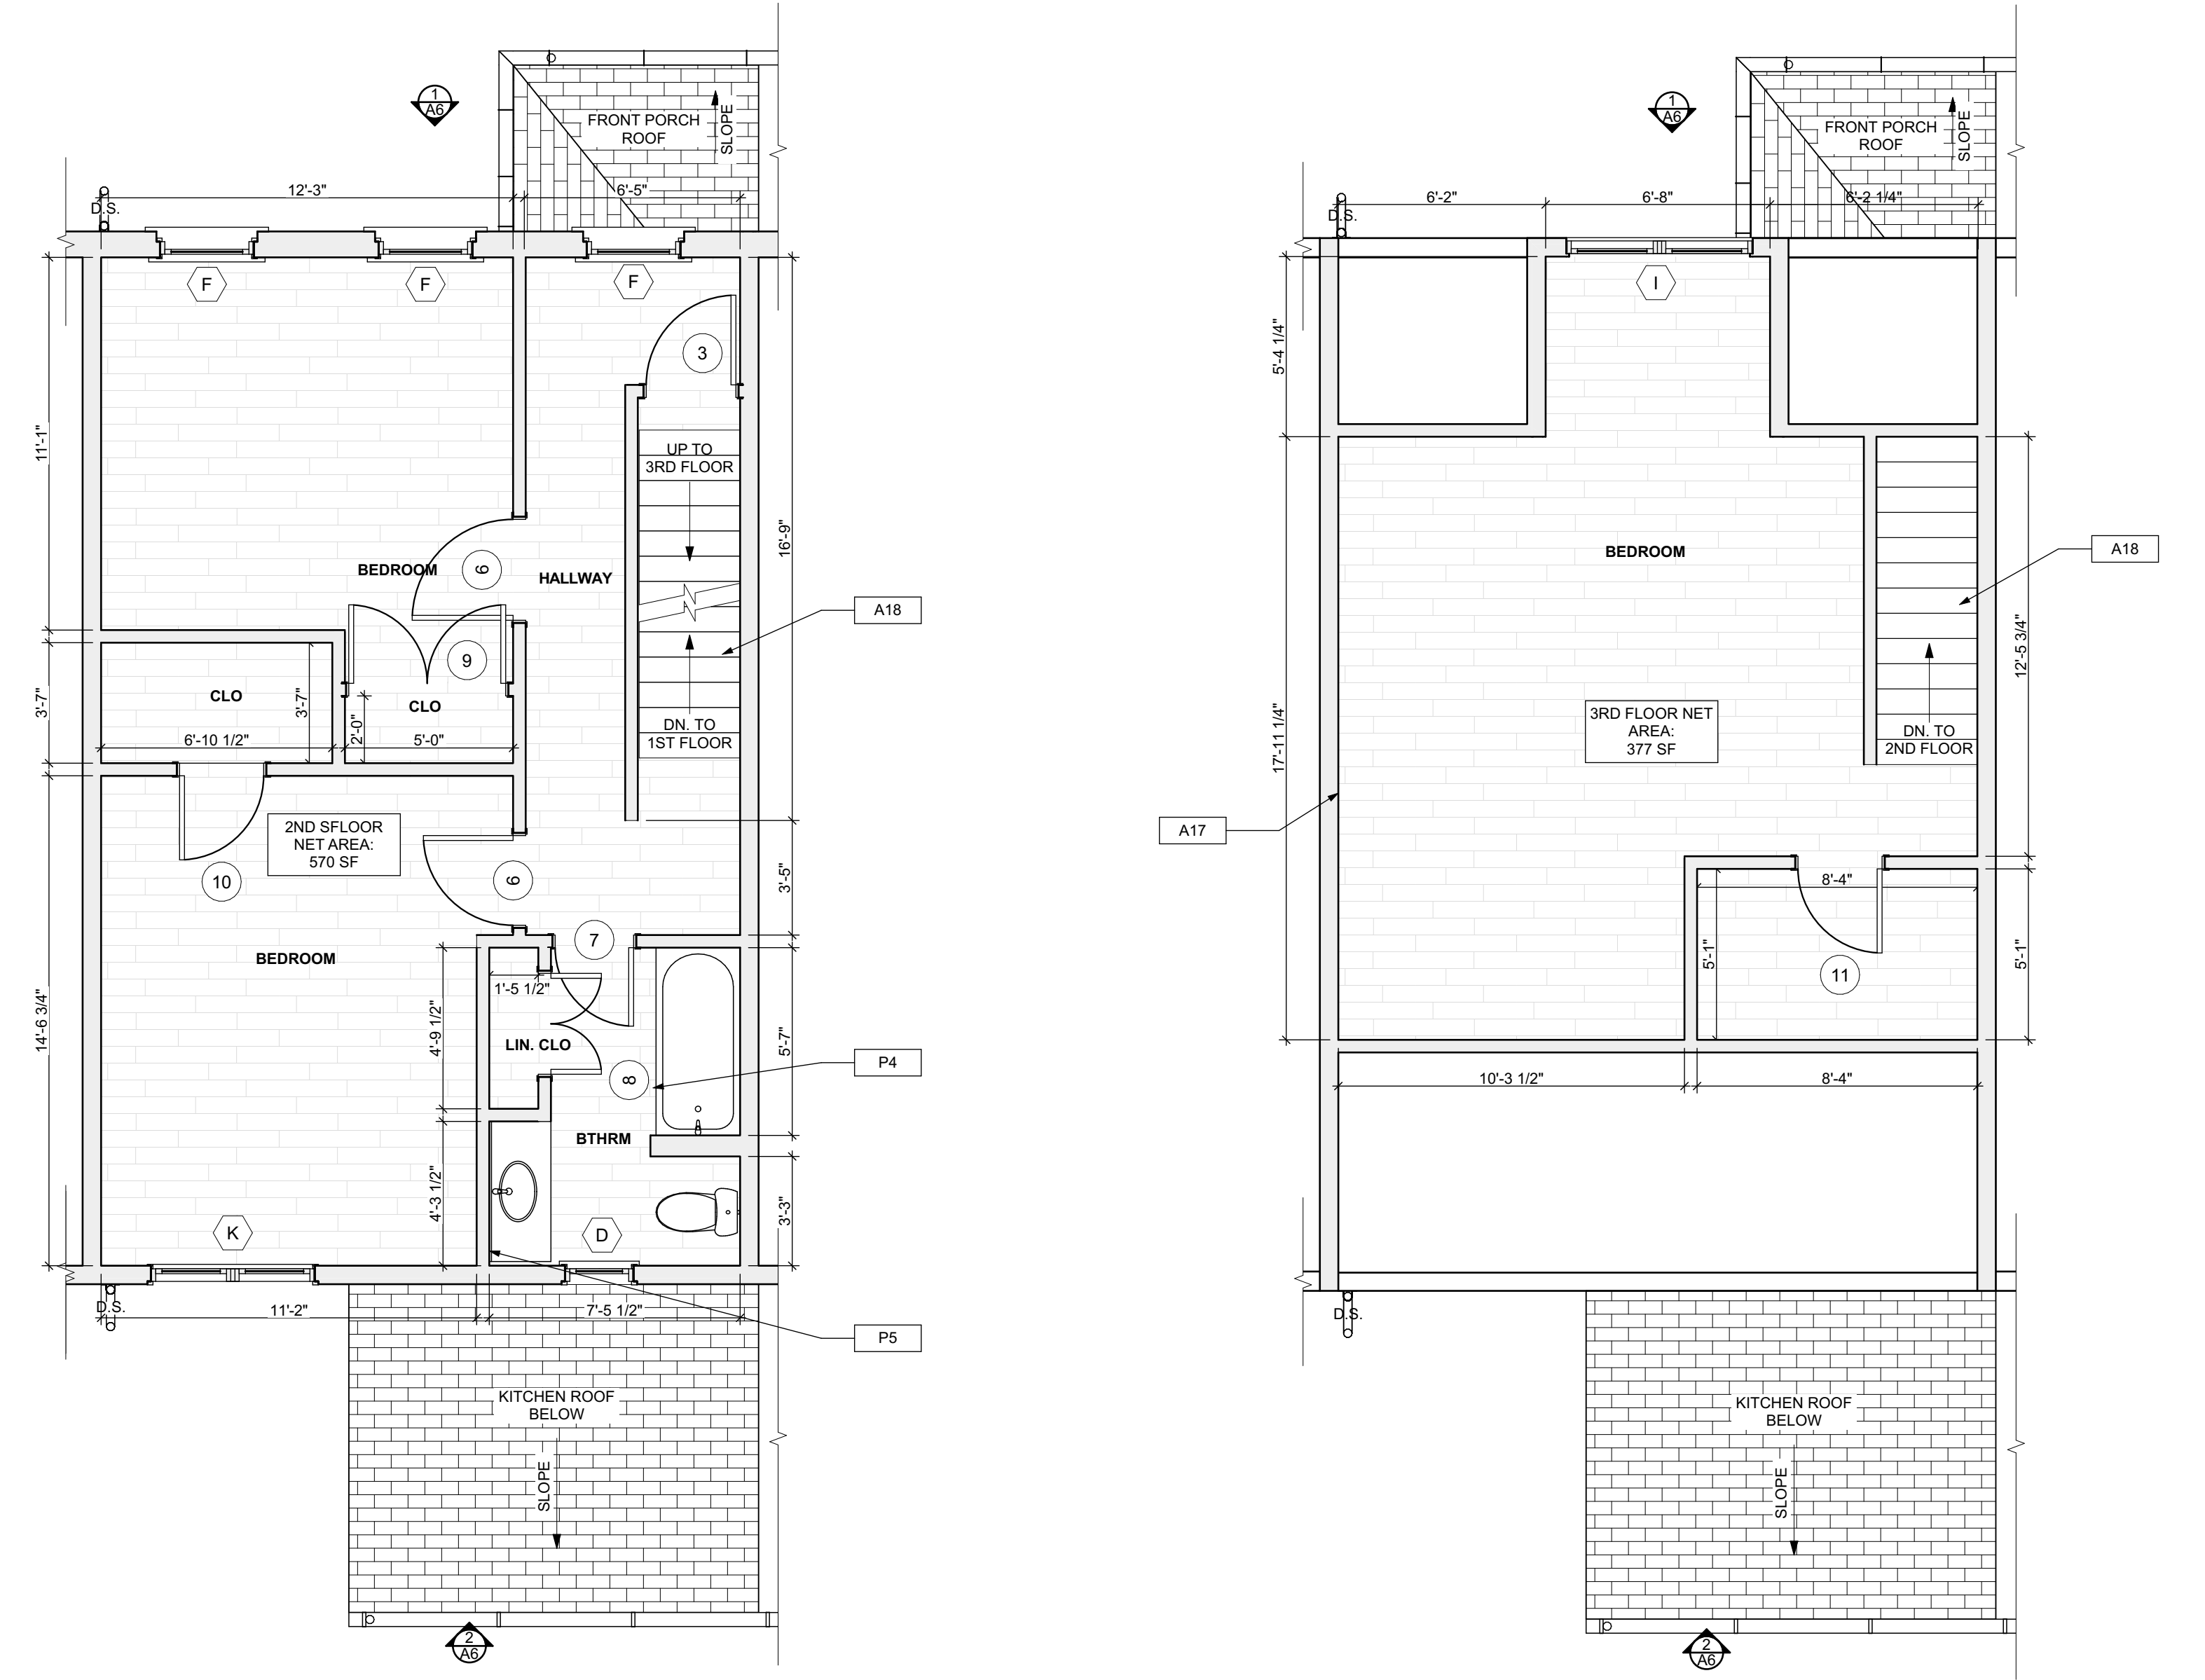 1
A6
FRONT PORCH
ROOF
SLOPE
12'-3"
6'-5"
D.S.
F
F
F
3
11'-1"
UP TO
3RD FLOOR
16'-9"
BEDROOM
6
HALLWAY
A18
9
CLO
3'-7"
3'-7"
6'-10 1/2"
CLO
2'-0"
5'-0"
DN. TO
1ST FLOOR
2ND SFLOOR
NET AREA:
570 SF
10
6
3'-5"
7
BEDROOM
1'-5 1/2"
14'-6 3/4"
4'-9 1/2"
LIN. CLO
5'-7"
8
P4
BTHRM
4'-3 1/2"
3'-3"
K
D
D.S.
11'-2"
7'-5 1/2"
P5
KITCHEN ROOF
BELOW
SLOPE
2
A6
1
A6
FRONT PORCH
ROOF
SLOPE
6'-2"
6'-8"
6'-2 1/4"
D.S.
I
5'-4 1/4"
BEDROOM
A18
12'-5 3/4"
3RD FLOOR NET
AREA:
377 SF
17'-11 1/4"
DN. TO
2ND FLOOR
A17
8'-4"
5'-1"
11
5'-1"
10'-3 1/2"
8'-4"
D.S.
KITCHEN ROOF
BELOW
SLOPE
2
A6